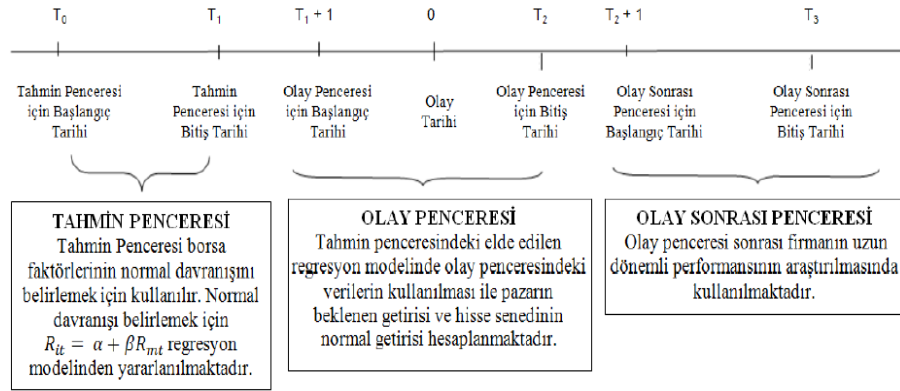 T0 T1 T1 + 1 0 T2 T2 + 1 T3
Tahmin Penceresi
için Başlangıç
Tarihi
Tahmin
Penceresi için
Bitiş Tarihi
Olay Penceresi
için Başlangıç
Tarihi
Olay
Tarihi
Olay Penceresi
için Bitiş
Tarihi
Olay Sonrası
Penceresi için
Başlangıç Tarihi
Olay Sonrası
Penceresi için
Bitiş Tarihi
TAHMİN PENCERESİ
Tahmin Penceresi borsa
faktörlerinin normal davranışını
belirlemek için kullanılır. Normal
davranışı belirlemek için
R_it = α + βR_mt regresyon
modelinden yararlanılmaktadır.
OLAY PENCERESİ
Tahmin penceresindeki elde edilen
regresyon modelinde olay penceresindeki
verilerin kullanılması ile pazarın
beklenen getirisi ve hisse senedinin
normal getirisi hesaplanmaktadır.
OLAY SONRASI PENCERESİ
Olay penceresi sonrası firmanın uzun
dönemli performansının araştırılmasında
kullanılmaktadır.